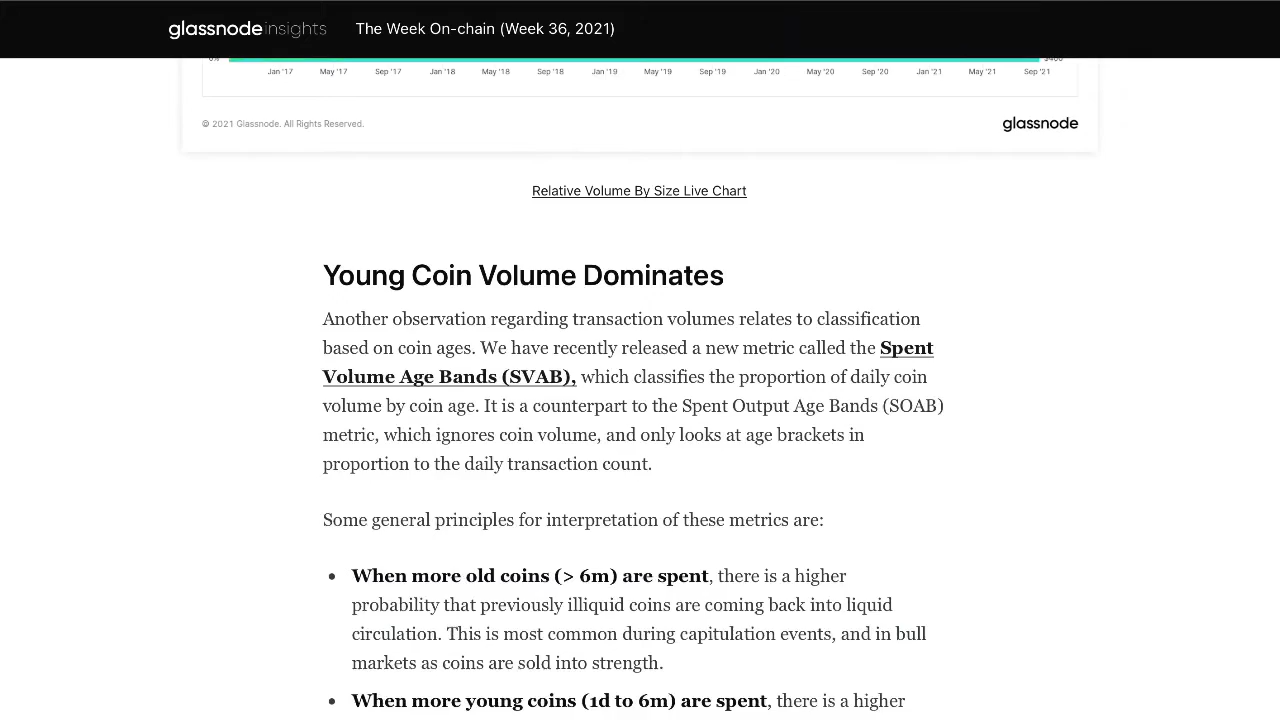 glassnode insights The Week On-chain (Week 36, 2021)
Jan '17 May '17 Sep '17 Jan '18 May '18 Sep '18 Jan '19 May '19 Sep '19 Jan '20 May '20 Sep '20 Jan '21 May '21 Sep '21
© 2021 Glassnode. All Rights Reserved. glassnode
Relative Volume By Size Live Chart
Young Coin Volume Dominates
Another observation regarding transaction volumes relates to classification
based on coin ages. We have recently released a new metric called the Spent
Volume Age Bands (SVAB), which classifies the proportion of daily coin
volume by coin age. It is a counterpart to the Spent Output Age Bands (SOAB)
metric, which ignores coin volume, and only looks at age brackets in
proportion to the daily transaction count.
Some general principles for interpretation of these metrics are:
• When more old coins (> 6m) are spent, there is a higher
probability that previously illiquid coins are coming back into liquid
circulation. This is most common during capitulation events, and in bull
markets as coins are sold into strength.
• When more young coins (1d to 6m) are spent, there is a higher